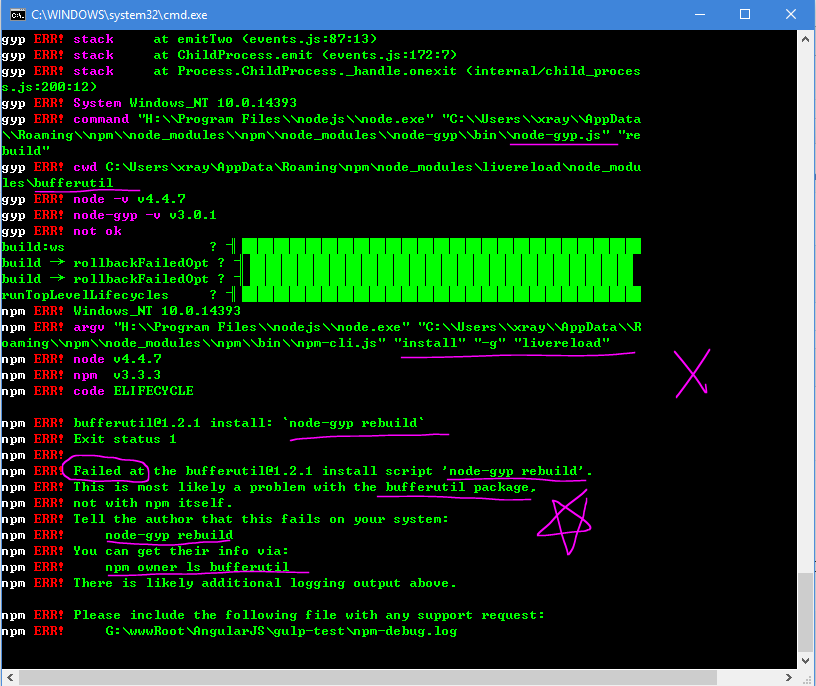 C:\WINDOWS\system32\cmd.exe
gyp ERR! stack     at emitTwo (events.js:87:13)
gyp ERR! stack     at ChildProcess.emit (events.js:172:7)
gyp ERR! stack     at Process.ChildProcess._handle.onexit (internal/child_proces
s.js:200:12)
gyp ERR! System Windows_NT 10.0.14393
gyp ERR! command "H:\\Program Files\\nodejs\\node.exe" "C:\\Users\\xray\\AppData
\\Roaming\\npm\\node_modules\\npm\\node_modules\\node-gyp\\bin\\node-gyp.js" "re
build"
gyp ERR! cwd C:\Users\xray\AppData\Roaming\npm\node_modules\livereload\node_modu
les\bufferutil
gyp ERR! node -v v4.4.7
gyp ERR! node-gyp -v v3.0.1
gyp ERR! not ok
build:ws                  ? ┤
build → rollbackFailedOpt ? ┤
build → rollbackFailedOpt ? ┤
runTopLevelLifecycles     ? ┤
npm ERR! Windows_NT 10.0.14393
npm ERR! argv "H:\\Program Files\\nodejs\\node.exe" "C:\\Users\\xray\\AppData\\R
oaming\\npm\\node_modules\\npm\\bin\\npm-cli.js" "install" "-g" "livereload"
npm ERR! node v4.4.7
npm ERR! npm  v3.3.3
npm ERR! code ELIFECYCLE
npm ERR! bufferutil@1.2.1 install: `node-gyp rebuild`
npm ERR! Exit status 1
npm ERR!
npm ERR! Failed at the bufferutil@1.2.1 install script 'node-gyp rebuild'.
npm ERR! This is most likely a problem with the bufferutil package,
npm ERR! not with npm itself.
npm ERR! Tell the author that this fails on your system:
npm ERR!     node-gyp rebuild
npm ERR! You can get their info via:
npm ERR!     npm owner ls bufferutil
npm ERR! There is likely additional logging output above.
npm ERR! Please include the following file with any support request:
npm ERR!     G:\wwwRoot\AngularJS\gulp-test\npm-debug.log